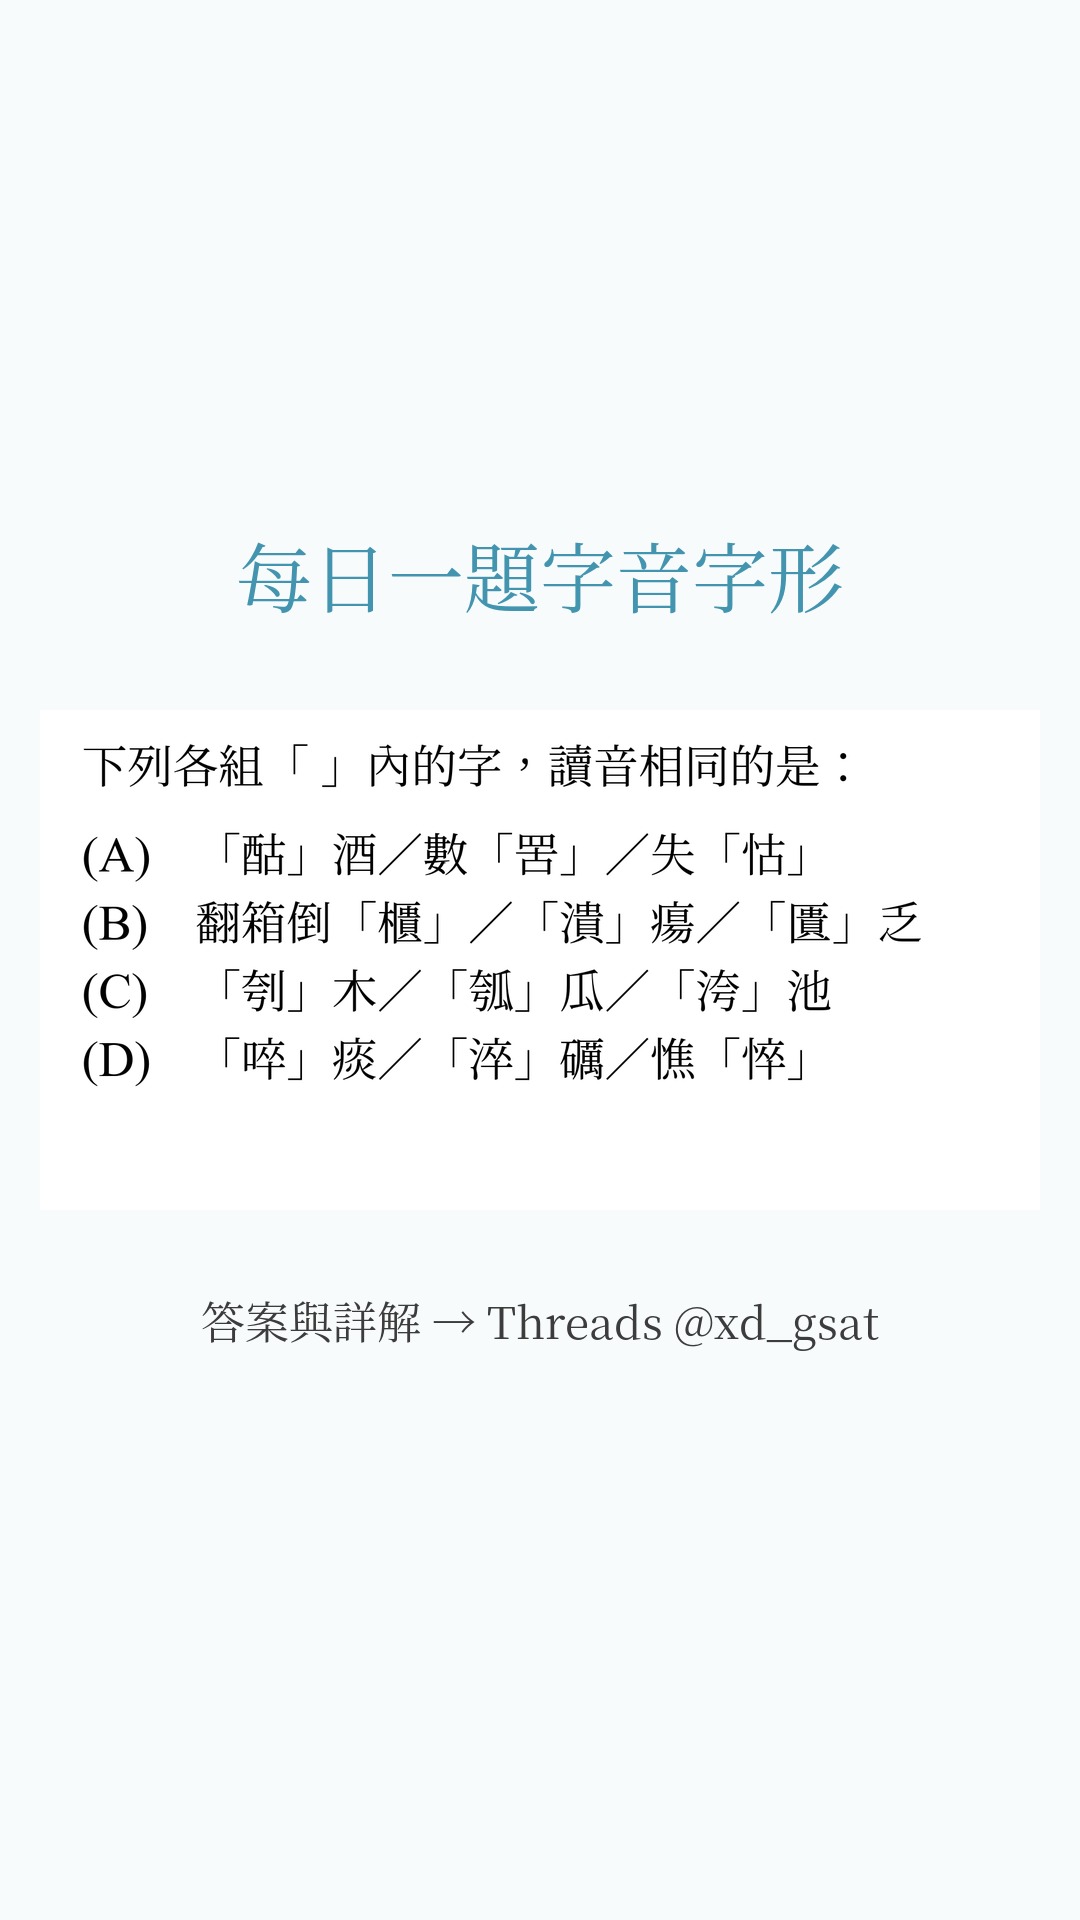 每日一題字音字形
下列各組「 」內的字，讀音相同的是：
(A) 「酤」酒／數「罟」／失「怙」
(B) 翻箱倒「櫃」／「潰」瘍／「匱」乏
(C) 「刳」木／「瓠」瓜／「洿」池
(D) 「啐」痰／「淬」礪／憔「悴」
答案與詳解 → Threads @xd_gsat